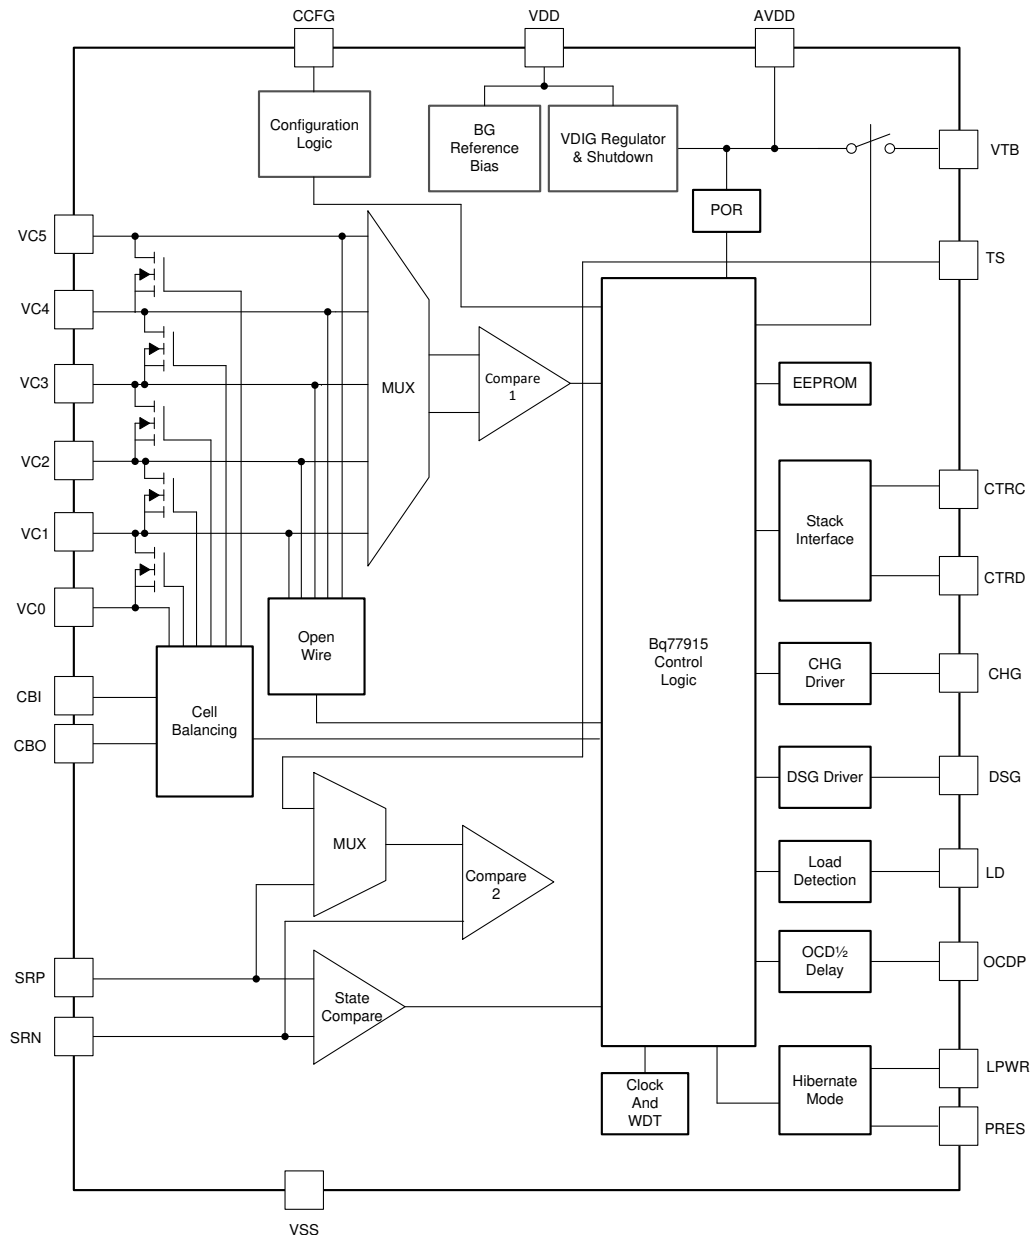 CCFG
VDD
AVDD
Configuration
Logic
BG
Reference
Bias
VDIG Regulator
& Shutdown
VTB
POR
VC5
TS
VC4
VC3
MUX
Compare
1
EEPROM
VC2
CTRC
VC1
Stack
Interface
CTRD
VC0
Open
Wire
Bq77915
Control
Logic
CHG
Driver
CHG
CBI
Cell
Balancing
CBO
DSG Driver
DSG
MUX
Compare
2
Load
Detection
LD
SRP
OCD½
Delay
OCDP
State
Compare
SRN
LPWR
Clock
And
WDT
Hibernate
Mode
PRES
VSS